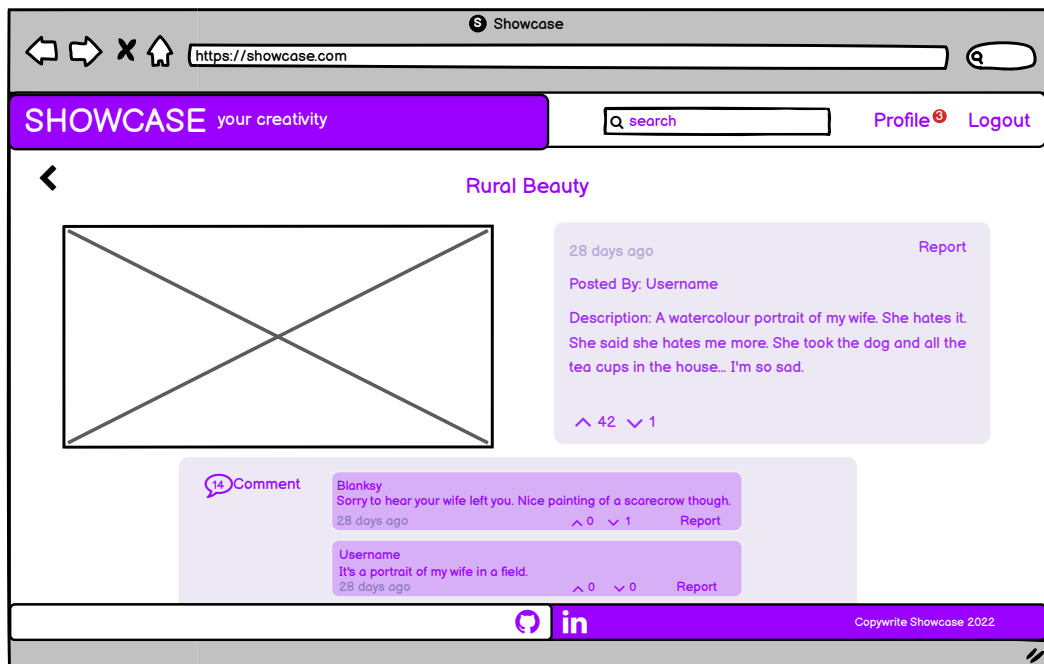 S Showcase
https://showcase.com
SHOWCASE your creativity
search
Profile 3 Logout
Rural Beauty
28 days ago Report
Posted By: Username
Description: A watercolour portrait of my wife. She hates it.
She said she hates me more. She took the dog and all the
tea cups in the house... I'm so sad.
42 1
14 Comment
Blanksy
Sorry to hear your wife left you. Nice painting of a scarecrow though.
28 days ago 0 1 Report
Username
It's a portrait of my wife in a field.
28 days ago 0 0 Report
in Copywrite Showcase 2022